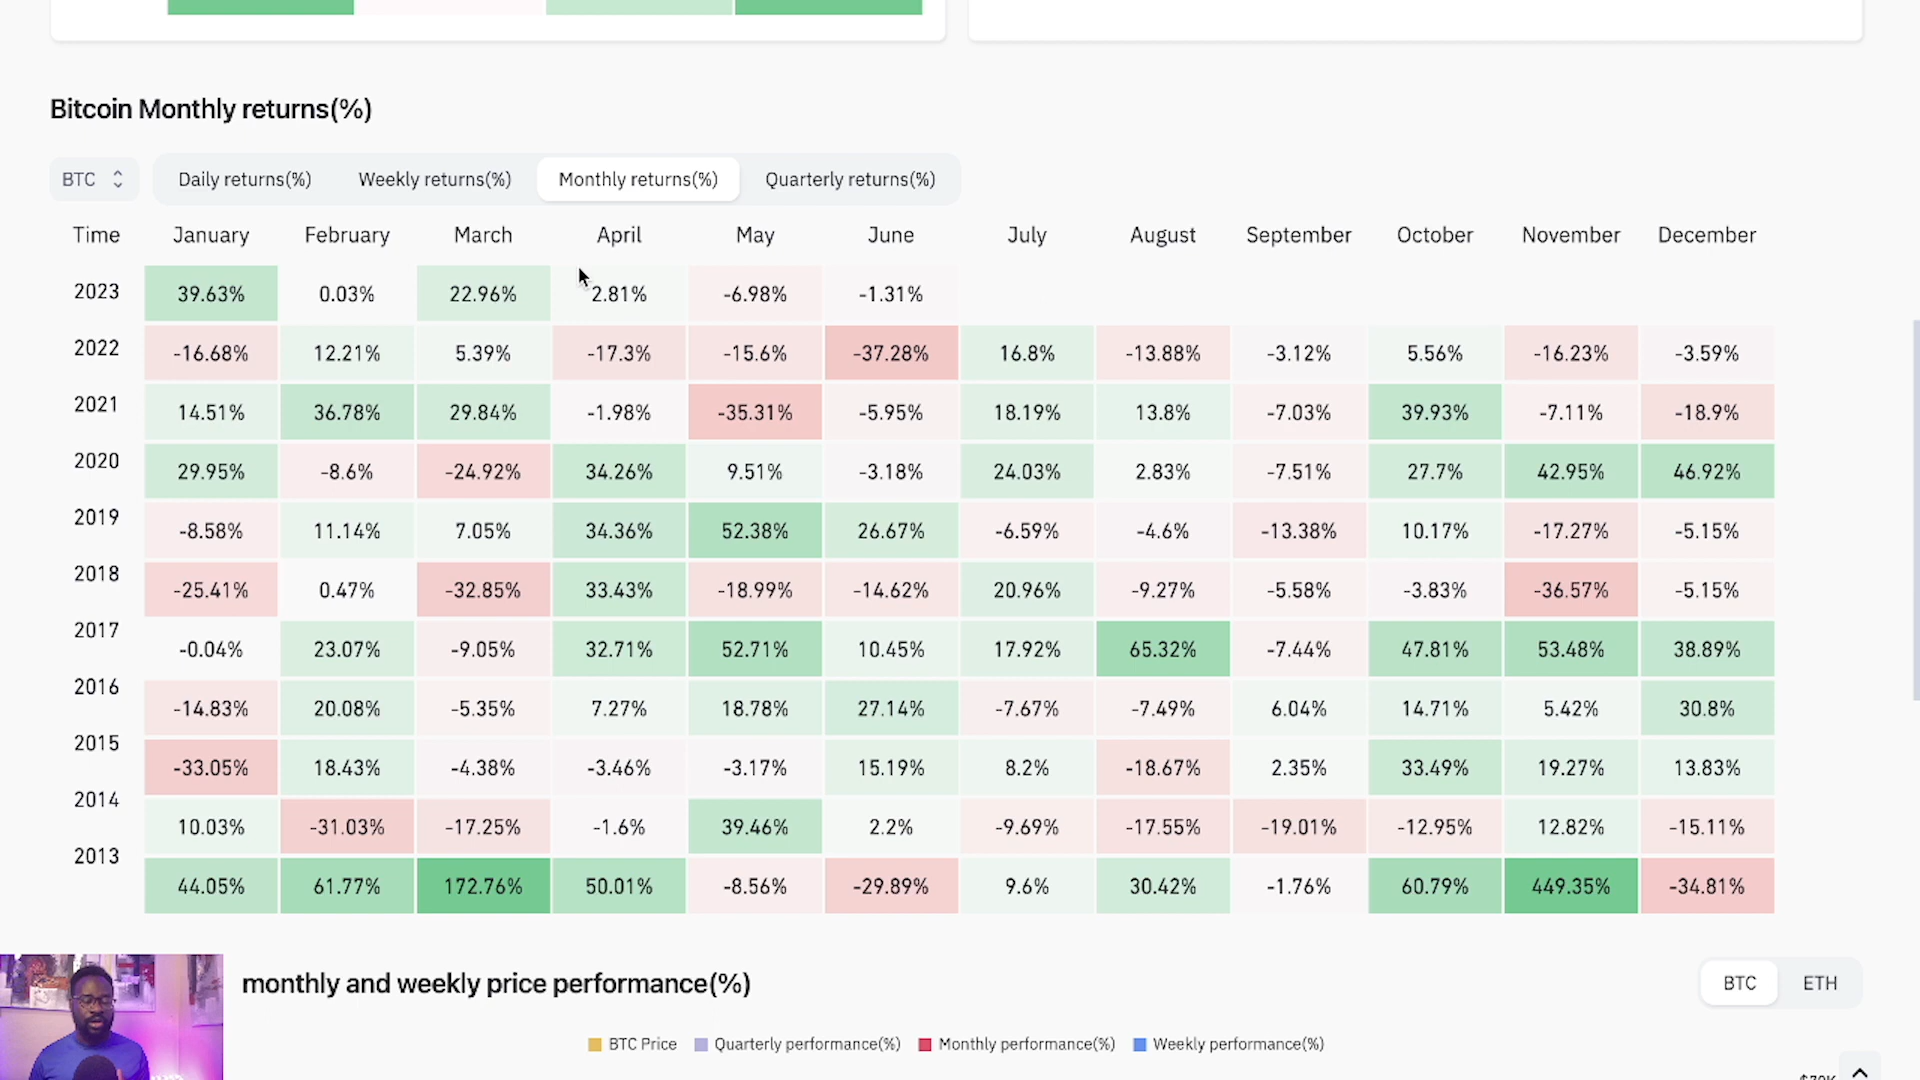 Bitcoin Monthly returns(%)
BTC Daily returns(%) Weekly returns(%) Monthly returns(%) Quarterly returns(%)
Time January February March April May June July August September October November December
2023 39.63% 0.03% 22.96% 2.81% -6.98% -1.31%
2022 -16.68% 12.21% 5.39% -17.3% -15.6% -37.28% 16.8% -13.88% -3.12% 5.56% -16.23% -3.59%
2021 14.51% 36.78% 29.84% -1.98% -35.31% -5.95% 18.19% 13.8% -7.03% 39.93% -7.11% -18.9%
2020 29.95% -8.6% -24.92% 34.26% 9.51% -3.18% 24.03% 2.83% -7.51% 27.7% 42.95% 46.92%
2019 -8.58% 11.14% 7.05% 34.36% 52.38% 26.67% -6.59% -4.6% -13.38% 10.17% -17.27% -5.15%
2018 -25.41% 0.47% -32.85% 33.43% -18.99% -14.62% 20.96% -9.27% -5.58% -3.83% -36.57% -5.15%
2017 -0.04% 23.07% -9.05% 32.71% 52.71% 10.45% 17.92% 65.32% -7.44% 47.81% 53.48% 38.89%
2016 -14.83% 20.08% -5.35% 7.27% 18.78% 27.14% -7.67% -7.49% 6.04% 14.71% 5.42% 30.8%
2015 -33.05% 18.43% -4.38% -3.46% -3.17% 15.19% 8.2% -18.67% 2.35% 33.49% 19.27% 13.83%
2014 10.03% -31.03% -17.25% -1.6% 39.46% 2.2% -9.69% -17.55% -19.01% -12.95% 12.82% -15.11%
2013 44.05% 61.77% 172.76% 50.01% -8.56% -29.89% 9.6% 30.42% -1.76% 60.79% 449.35% -34.81%
monthly and weekly price performance(%) BTC ETH
BTC Price Quarterly performance(%) Monthly performance(%) Weekly performance(%)